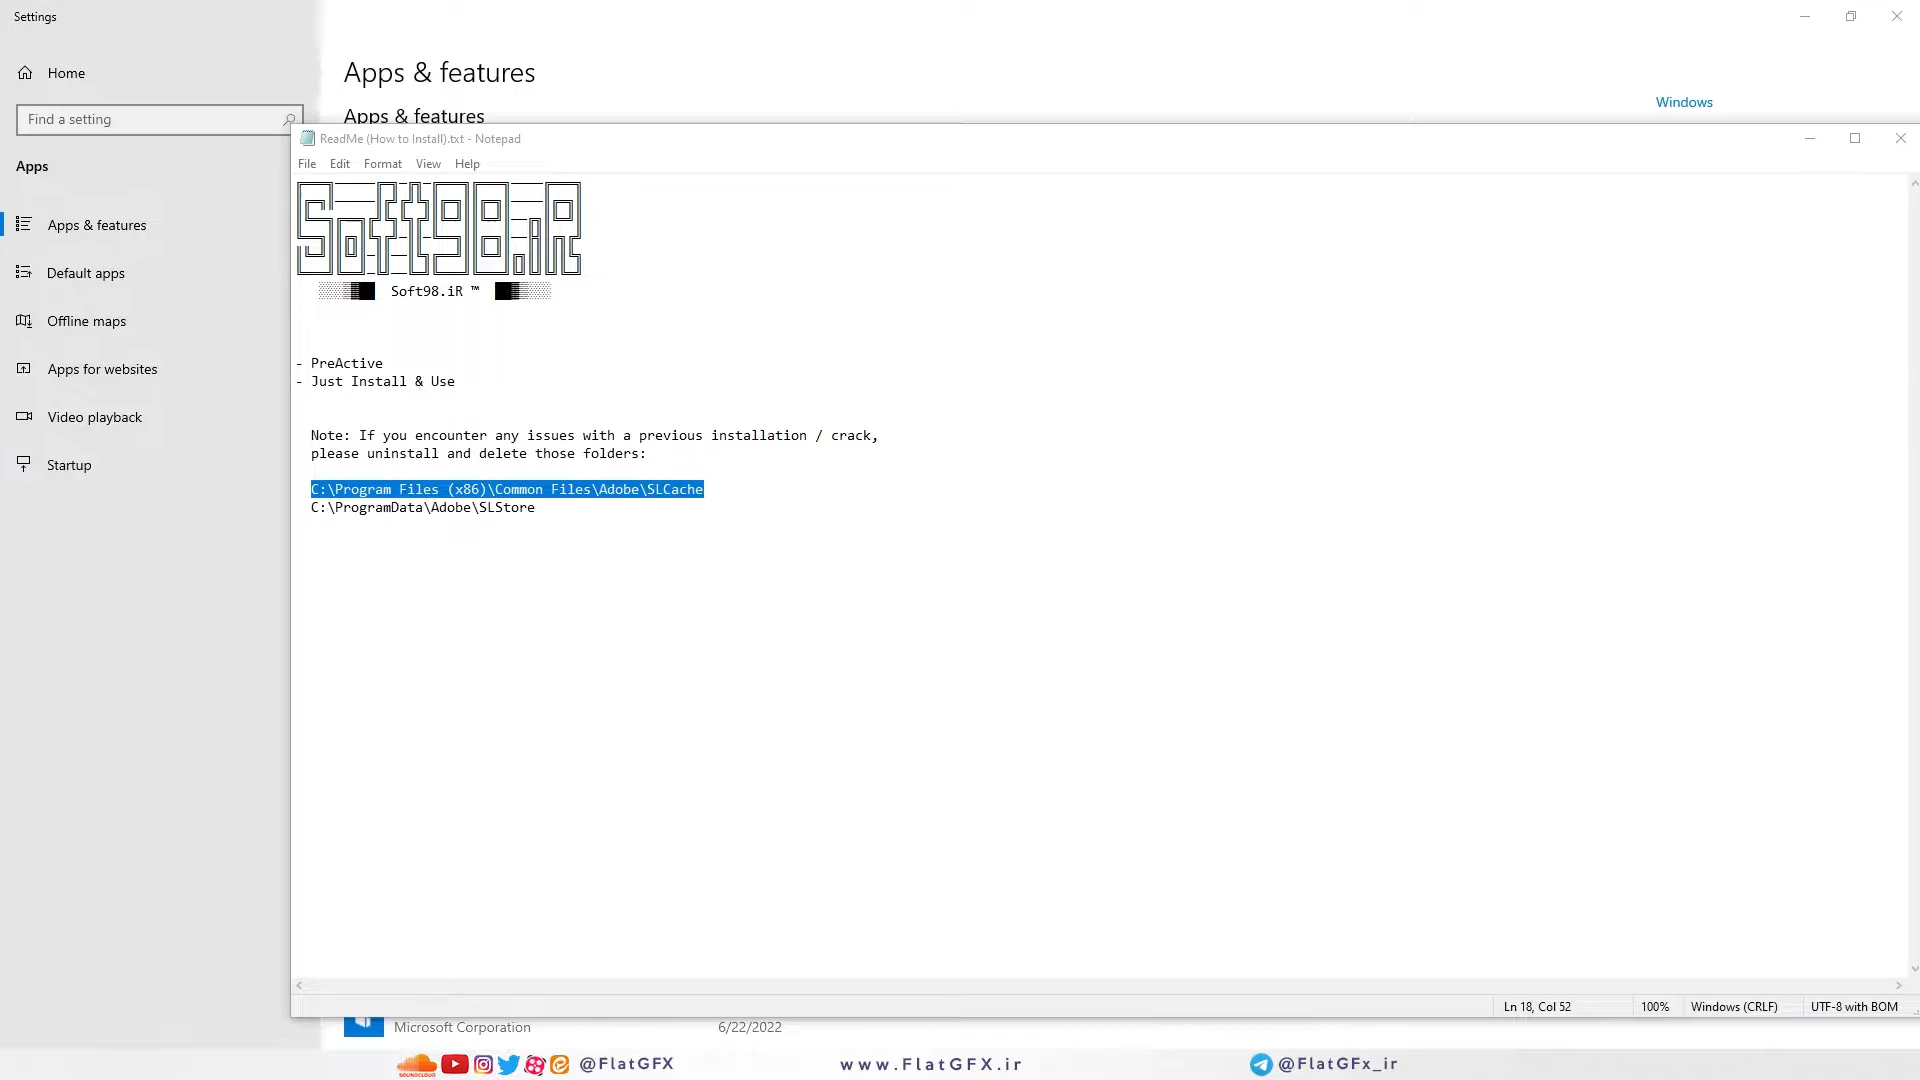 Settings
Home
Find a setting
Apps
Apps & features
Default apps
Offline maps
Apps for websites
Video playback
Startup
Apps & features
Apps & features
Windows
ReadMe (How to Install).txt - Notepad
File Edit Format View Help
Soft98.iR
Soft98.iR ™
- PreActive
- Just Install & Use
Note: If you encounter any issues with a previous installation / crack,
please uninstall and delete those folders:
C:\Program Files (x86)\Common Files\Adobe\SLCache
C:\ProgramData\Adobe\SLStore
Ln 18, Col 52 100% Windows (CRLF) UTF-8 with BOM
Microsoft Corporation 6/22/2022
SOUNDCLOUD @FlatGFX www.FlatGFX.ir @FlatGFx_ir